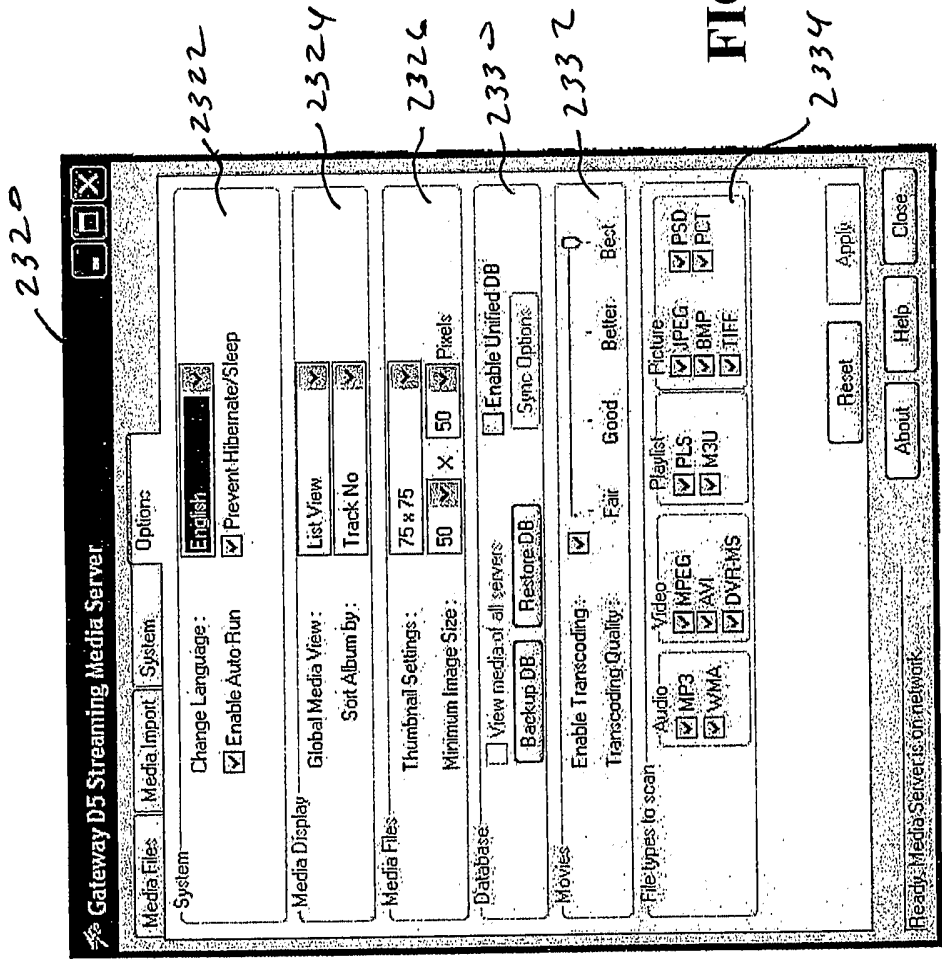 2320
Gateway D5 Streaming Media Server
Media Files Media Import System Options
System
Change Language: English
Enable Auto Run Prevent Hibernate/Sleep
2322
Media Display
Global Media View: List View
Sort Album by: Track No
2324
Media Files
Thumbnail Settings: 75 x 75
Minimum Image Size: 50 X 50 Pixels
2326
Database
View media of all servers Enable Unified DB
Backup DB Restore DB Sync Options
2330
Movies
Enable Transcoding:
Transcoding Quality: Fair Good Better Best
2332
File types to scan
Audio Video Playlist Picture
MP3 MPEG PLS JPEG PSD
WMA AVI M3U BMP PCT
DVR-MS TIFF
2334
Reset Apply
About Help Close
Ready: Media Server is on network
FIG